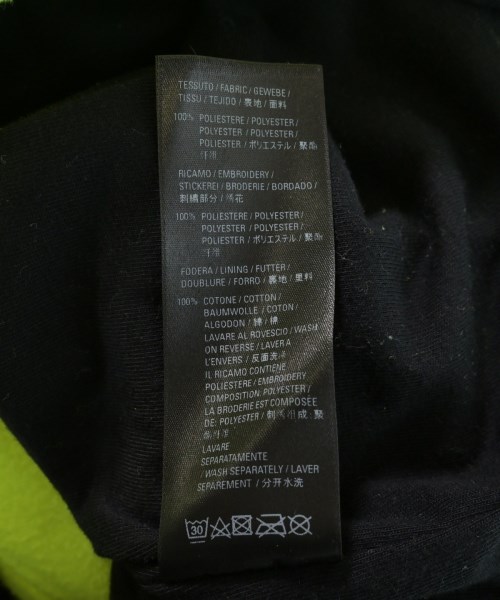 TESSUTO / FABRIC / GEWEBE /
TISSU / TEJIDO / 裏地 / 面料
100% POLIESTERE / POLYESTER /
POLYESTER / POLYESTER /
POLIESTER / ポリエステル / 聚酯
纤维
RICAMO / EMBROIDERY /
STICKEREI / BRODERIE / BORDADO /
刺繍部分 / 绣花
100% POLIESTERE / POLYESTER /
POLYESTER / POLYESTER /
POLIESTER / ポリエステル / 聚酯
纤维
FODERA / LINING / FUTTER /
DOUBLURE / FORRO / 裏地 / 里料
100% COTONE / COTTON /
BAUMWOLLE / COTON /
ALGODON / 綿 / 棉
LAVARE AL ROVESCIO / WASH
ON REVERSE / LAVER A
L'ENVERS / 反面洗
IL RICAMO CONTIENE
POLIESTERE / EMBROIDERY
COMPOSITION: POLYESTER /
LA BRODERIE EST COMPOSÉE
DE: POLYESTER / 组成: 聚
LAVARE
SEPARATAMENTE
/ WASH SEPARATELY / LAVER
SEPAREMENT / 分开水洗
30